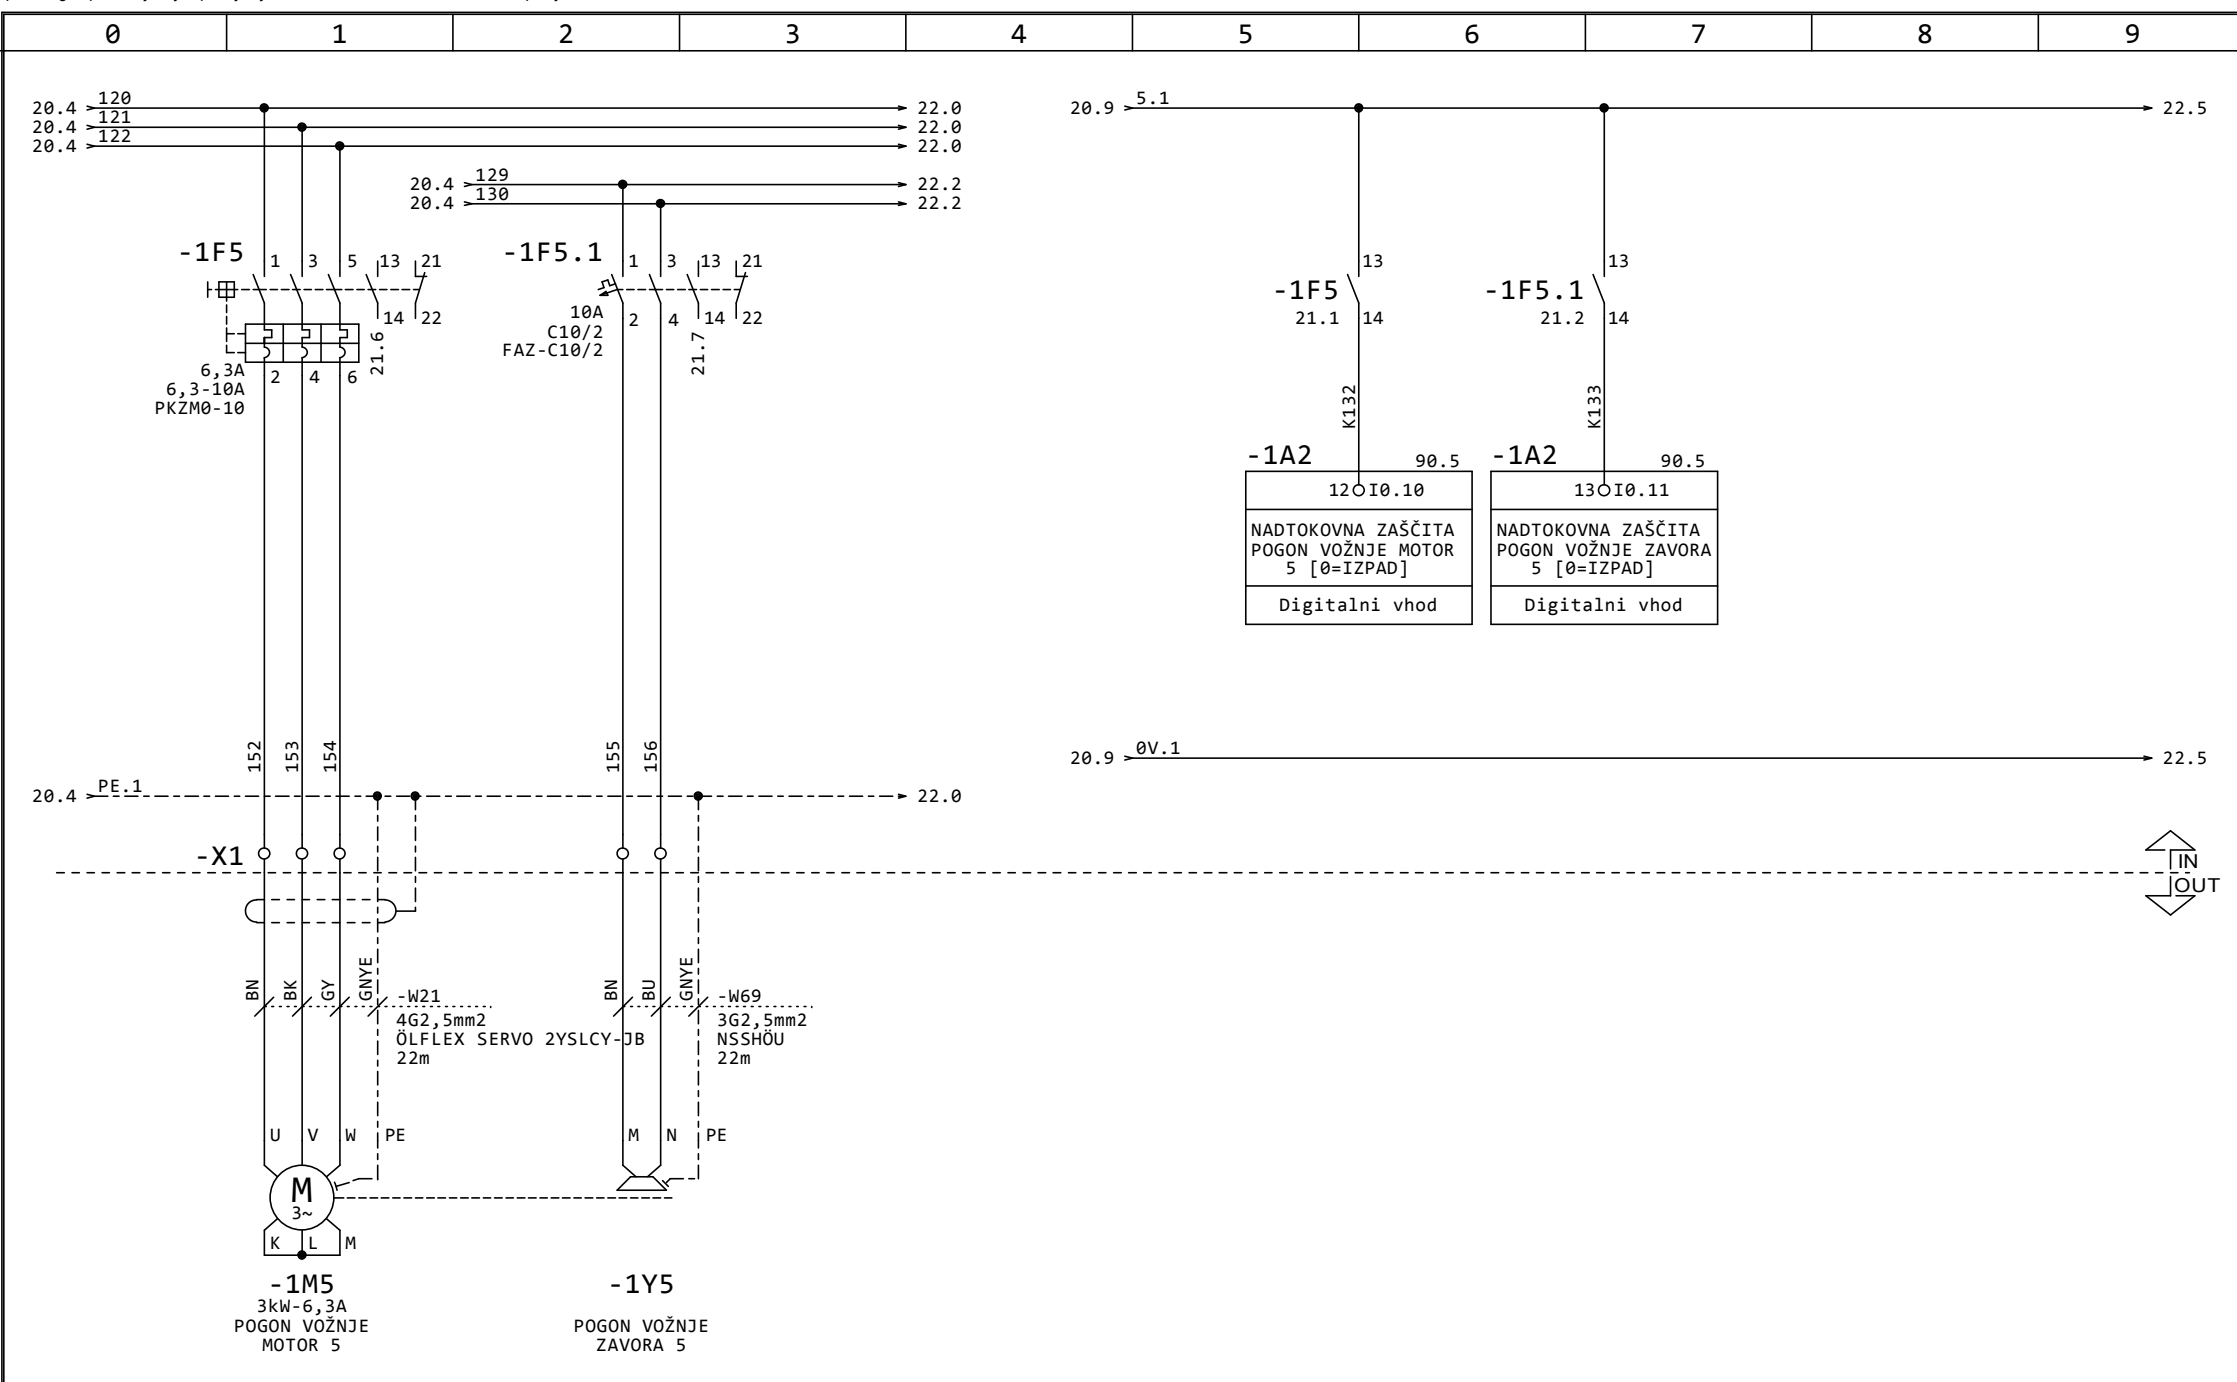 0 1 2 3 4 5 6 7 8 9
20.4 120 22.0
20.4 121 22.0
20.4 122 22.0
20.4 129 22.2
20.4 130 22.2
20.9 5.1 22.5
-1F5
1 3 5 13 21
14 22
21.6
2 4 6
6,3A
6,3-10A
PKZM0-10
-1F5.1
1 3 13 21
2 4 14 22
21.7
10A
C10/2
FAZ-C10/2
13
-1F5
21.1 14
K132
13
-1F5.1
21.2 14
K133
-1A2 90.5
12 I0.10
NADTOKOVNA ZAŠČITA
POGON VOŽNJE MOTOR
5 [0=IZPAD]
Digitalni vhod
-1A2 90.5
13 I0.11
NADTOKOVNA ZAŠČITA
POGON VOŽNJE ZAVORA
5 [0=IZPAD]
Digitalni vhod
152 153 154 155 156
20.9 0V.1 22.5
20.4 PE.1 22.0
-X1
IN
OUT
BN BK GY GNYE
-W21
4G2,5mm2
ÖLFLEX SERVO 2YSLCY-JB
22m
BN BU GNYE
-W69
3G2,5mm2
NSSHÖU
22m
U V W PE
M N PE
M
3~
K L M
-1M5
3kW-6,3A
POGON VOŽNJE
MOTOR 5
-1Y5
POGON VOŽNJE
ZAVORA 5